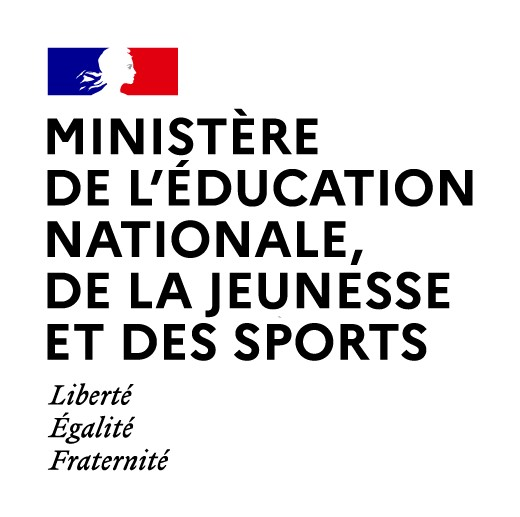 MINISTÈRE
DE L’ÉDUCATION
NATIONALE,
DE LA JEUNESSE
ET DES SPORTS
Liberté
Égalité
Fraternité